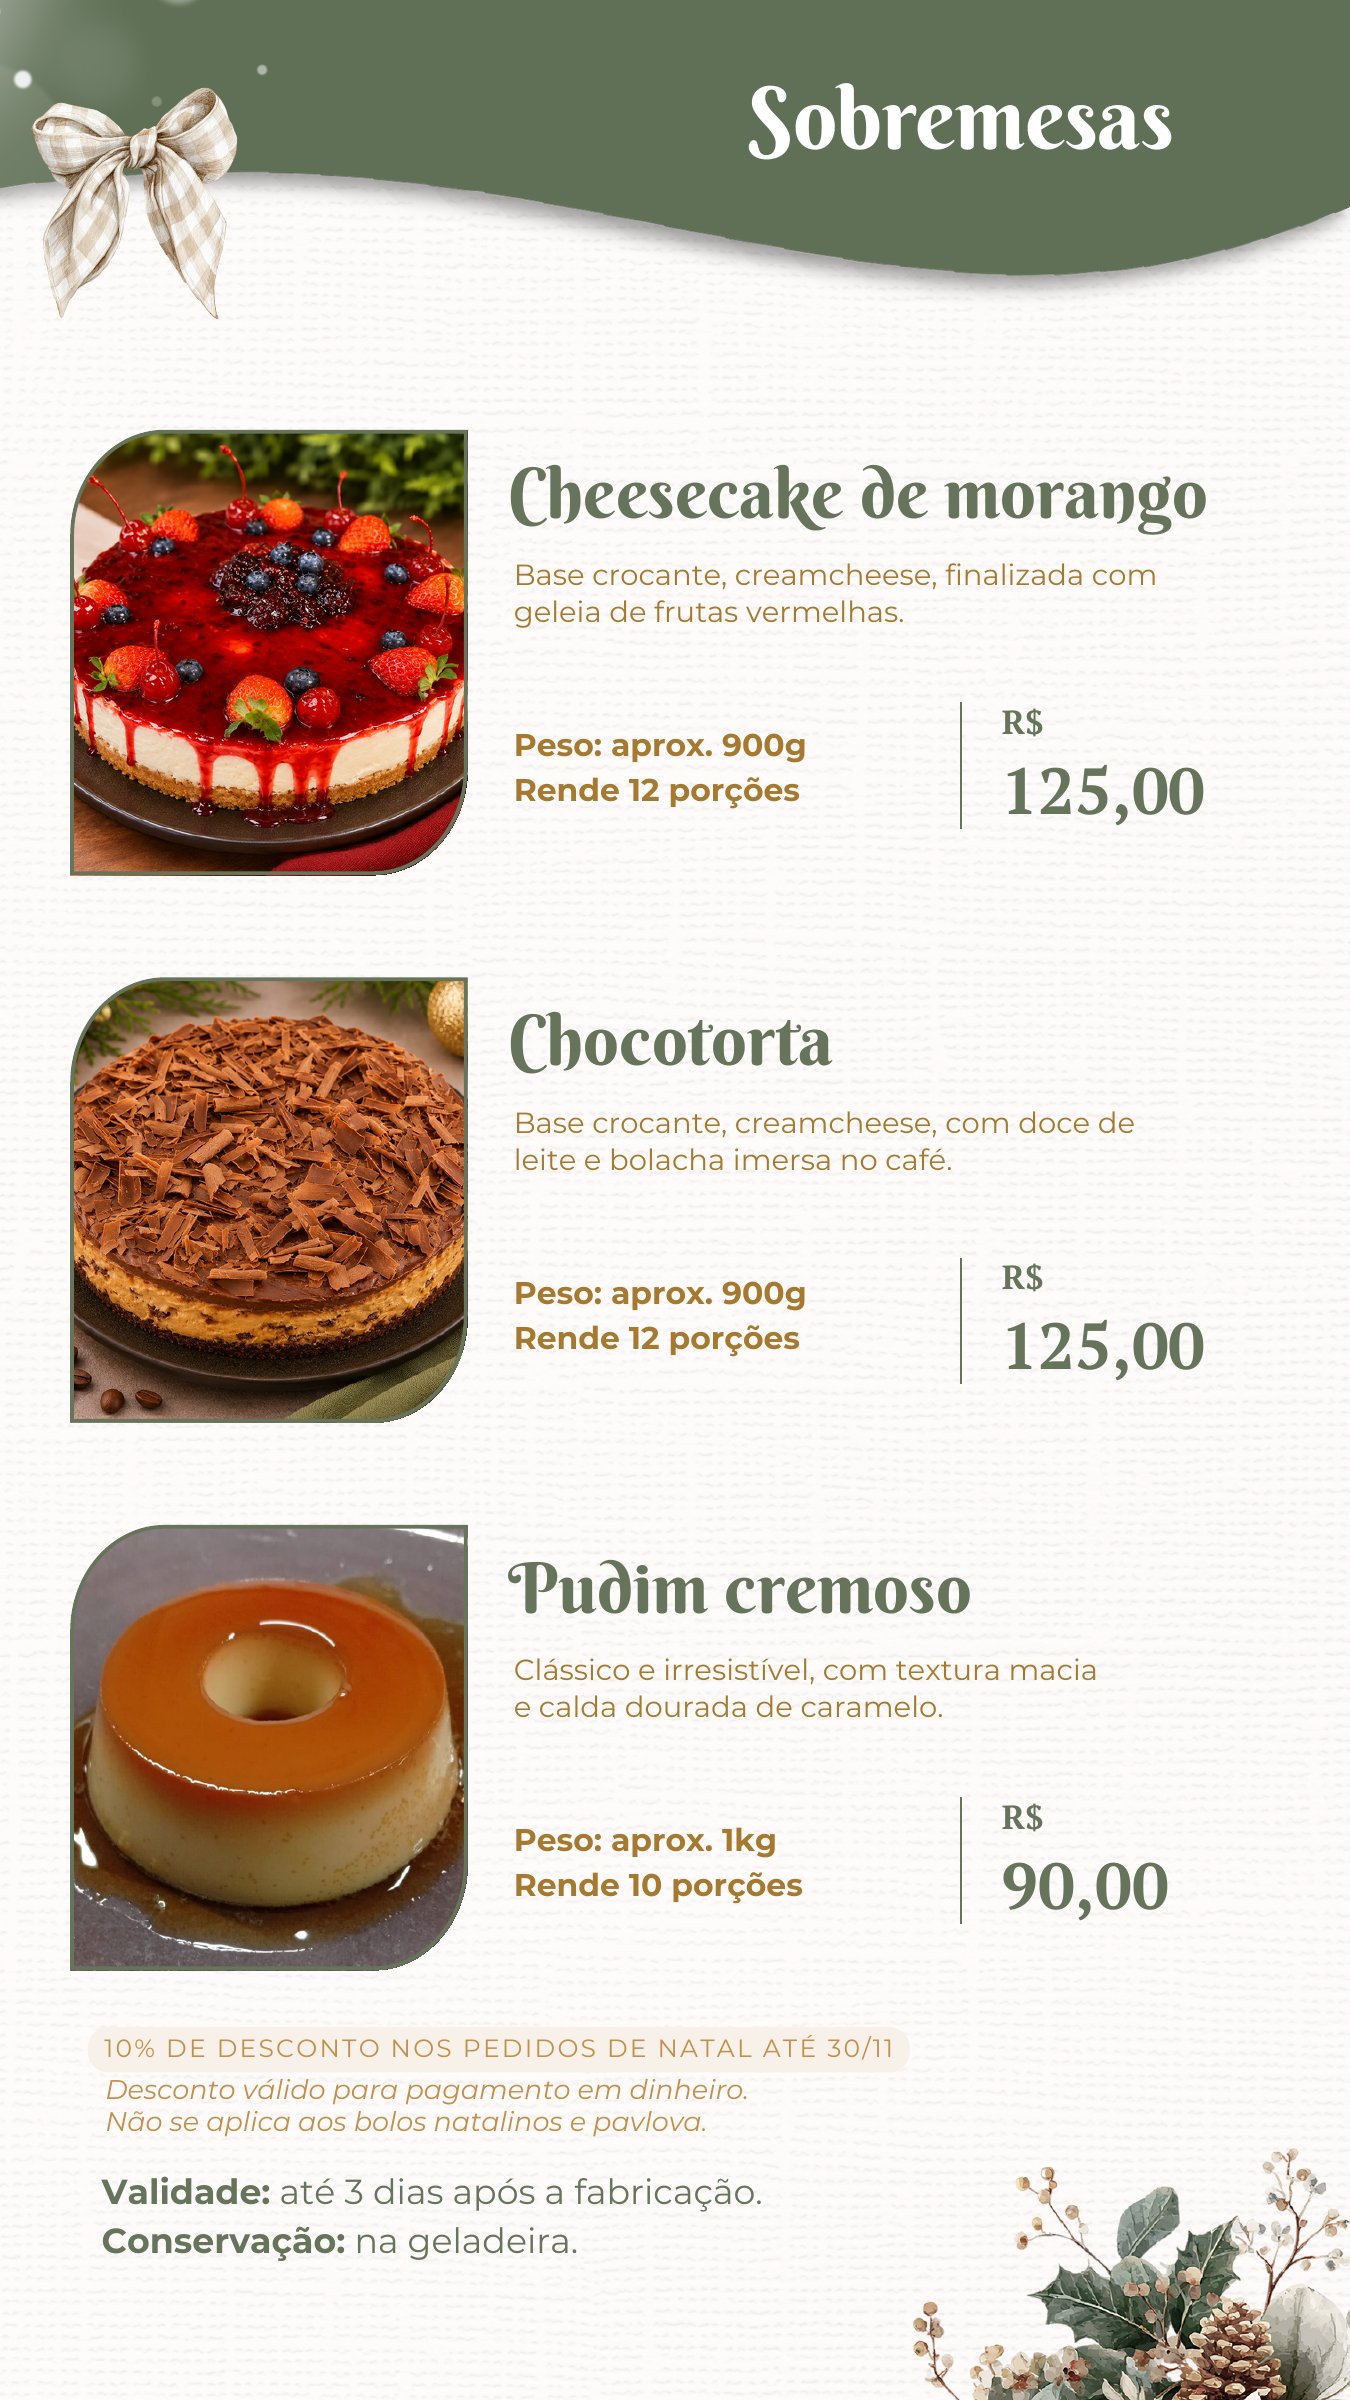 Sobremesas
Cheesecake de morango
Base crocante, creamcheese, finalizada com
geleia de frutas vermelhas.
Peso: aprox. 900g
Rende 12 porções
R$
125,00
Chocotorta
Base crocante, creamcheese, com doce de
leite e bolacha imersa no café.
Peso: aprox. 900g
Rende 12 porções
R$
125,00
Pudim cremoso
Clássico e irresistível, com textura macia
e calda dourada de caramelo.
Peso: aprox. 1kg
Rende 10 porções
R$
90,00
10% DE DESCONTO NOS PEDIDOS DE NATAL ATÉ 30/11
Desconto válido para pagamento em dinheiro.
Não se aplica aos bolos natalinos e pavlova.
Validade: até 3 dias após a fabricação.
Conservação: na geladeira.